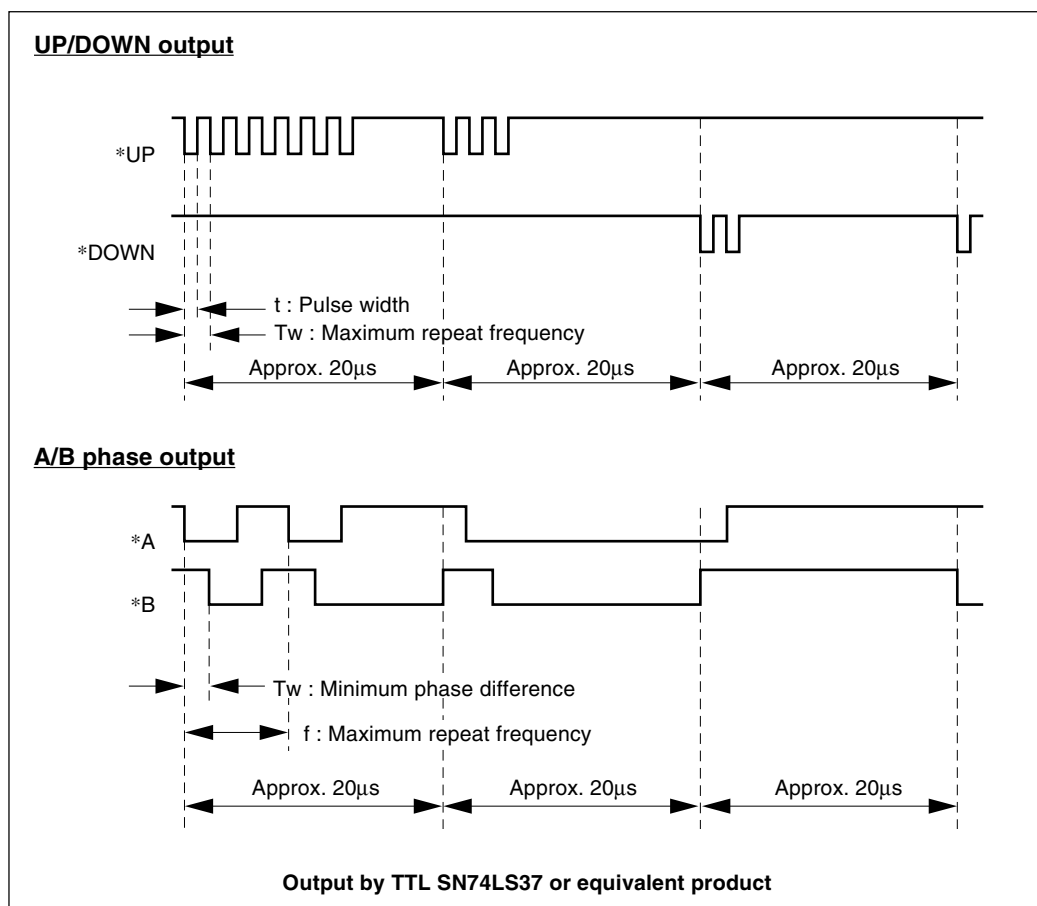 UP/DOWN output
*UP
*DOWN
t : Pulse width
Tw : Maximum repeat frequency
Approx. 20μs Approx. 20μs Approx. 20μs
A/B phase output
*A
*B
Tw : Minimum phase difference
f : Maximum repeat frequency
Approx. 20μs Approx. 20μs Approx. 20μs
Output by TTL SN74LS37 or equivalent product